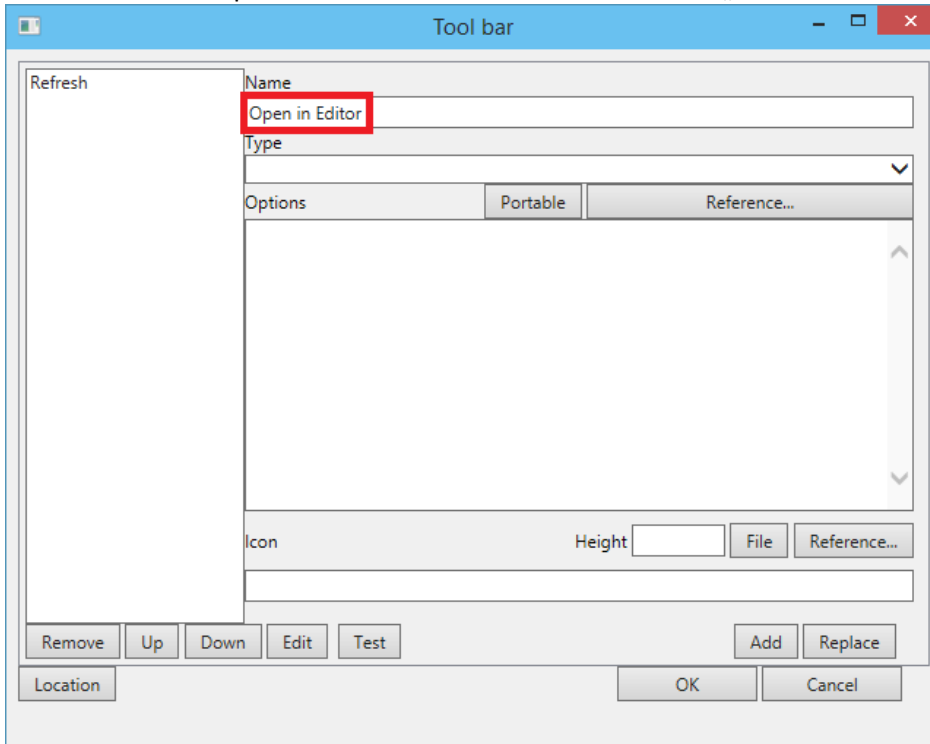 Tool bar
Refresh
Name
Open in Editor
Type
Options Portable Reference...
Icon Height File Reference...
Remove Up Down Edit Test Add Replace
Location OK Cancel